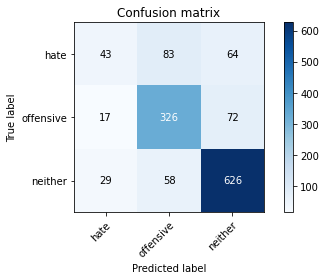 Confusion matrix
True label
hate 43 83 64
offensive 17 326 72
neither 29 58 626
hate offensive neither
Predicted label
600
500
400
300
200
100